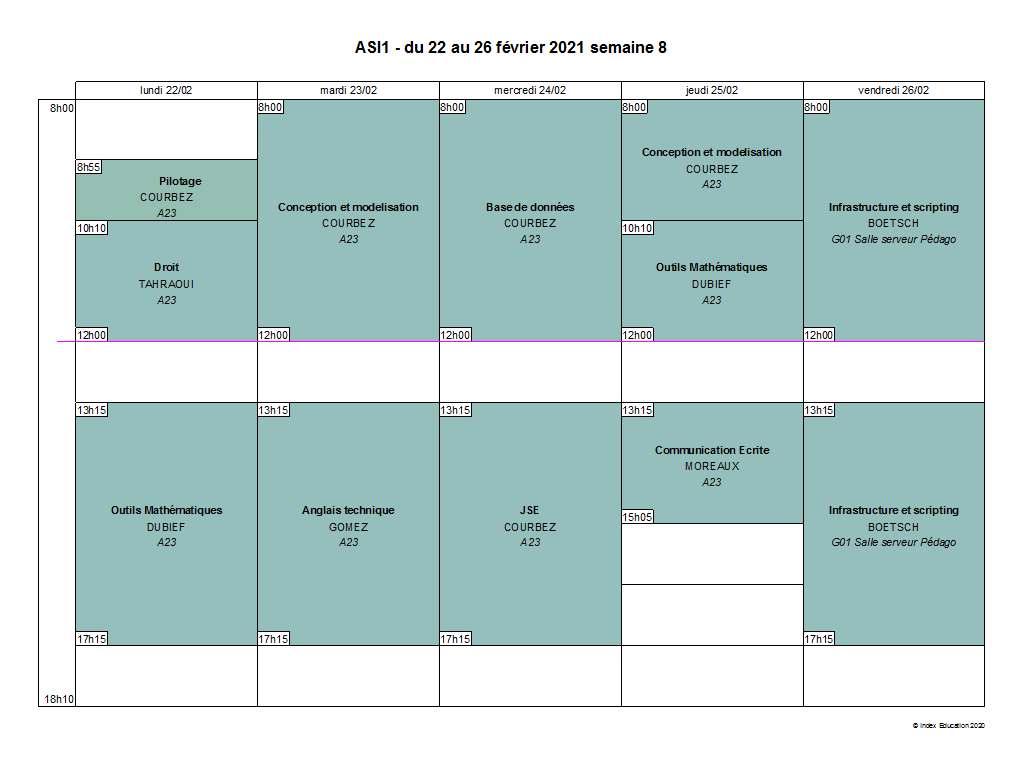 ASI1 - du 22 au 26 février 2021 semaine 8
lundi 22/02
mardi 23/02
mercredi 24/02
jeudi 25/02
vendredi 26/02
8h00
8h55
Pilotage
COURBEZ
A23
10h10
Droit
TAHRAOUI
A23
12h00
13h15
Outils Mathématiques
DUBIEF
A23
17h15
8h00
Conception et modelisation
COURBEZ
A23
12h00
13h15
Anglais technique
GOMEZ
A23
17h15
8h00
Base de données
COURBEZ
A23
12h00
13h15
JSE
COURBEZ
A23
17h15
8h00
Conception et modelisation
COURBEZ
A23
10h10
Outils Mathématiques
DUBIEF
A23
12h00
13h15
Communication Ecrite
MOREAUX
A23
15h05
8h00
Infrastructure et scripting
BOETSCH
G01 Salle serveur Pédago
12h00
13h15
Infrastructure et scripting
BOETSCH
G01 Salle serveur Pédago
17h15
18h10
© Index Education 2020